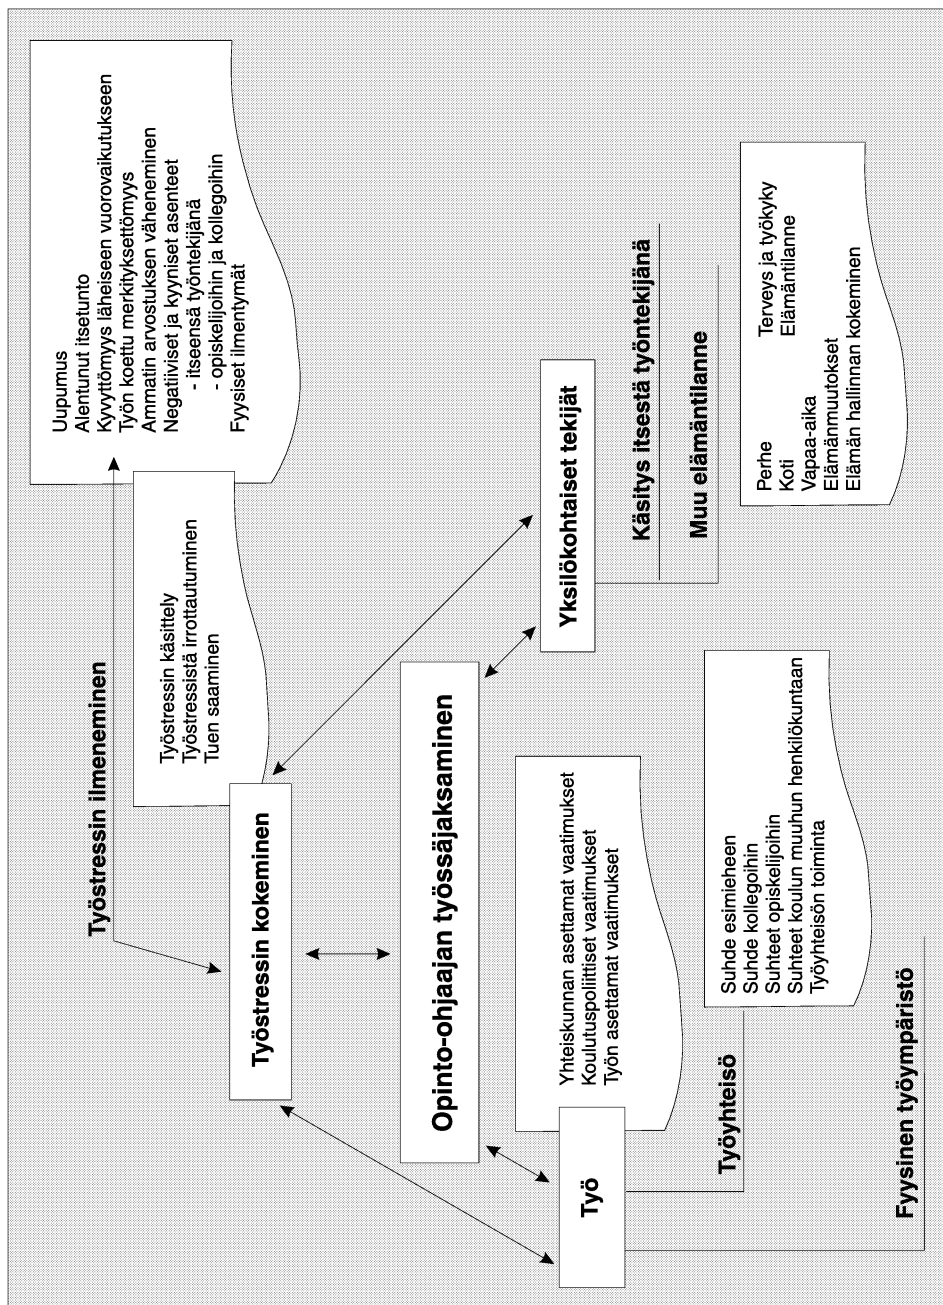 Työstressin ilmeneminen
Uupumus
Alentunut itsetunto
Kyvyttömyys läheiseen vuorovaikutukseen
Työn koettu merkityksettömyys
Ammatin arvostuksen väheneminen
Negatiiviset ja kyyniset asenteet
- itseensä työntekijänä
- opiskelijoihin ja kollegoihin
Fyysiset ilmentymät
Työstressin käsittely
Työstressistä irrottautuminen
Tuen saaminen
Työstressin kokeminen
Opinto-ohjaajan työssäjaksaminen
Työ
Yhteiskunnan asettamat vaatimukset
Koulutuspoliittiset vaatimukset
Työn asettamat vaatimukset
Yksilökohtaiset tekijät
Käsitys itsestä työntekijänä
Muu elämäntilanne
Työyhteisö
Suhde esimieheen
Suhde kollegoihin
Suhteet opiskelijoihin
Suhteet koulun muuhun henkilökuntaan
Työyhteisön toiminta
Perhe Terveys ja työkyky
Koti Elämäntilanne
Vapaa-aika
Elämänmuutokset
Elämän hallinnan kokeminen
Fyysinen työympäristö